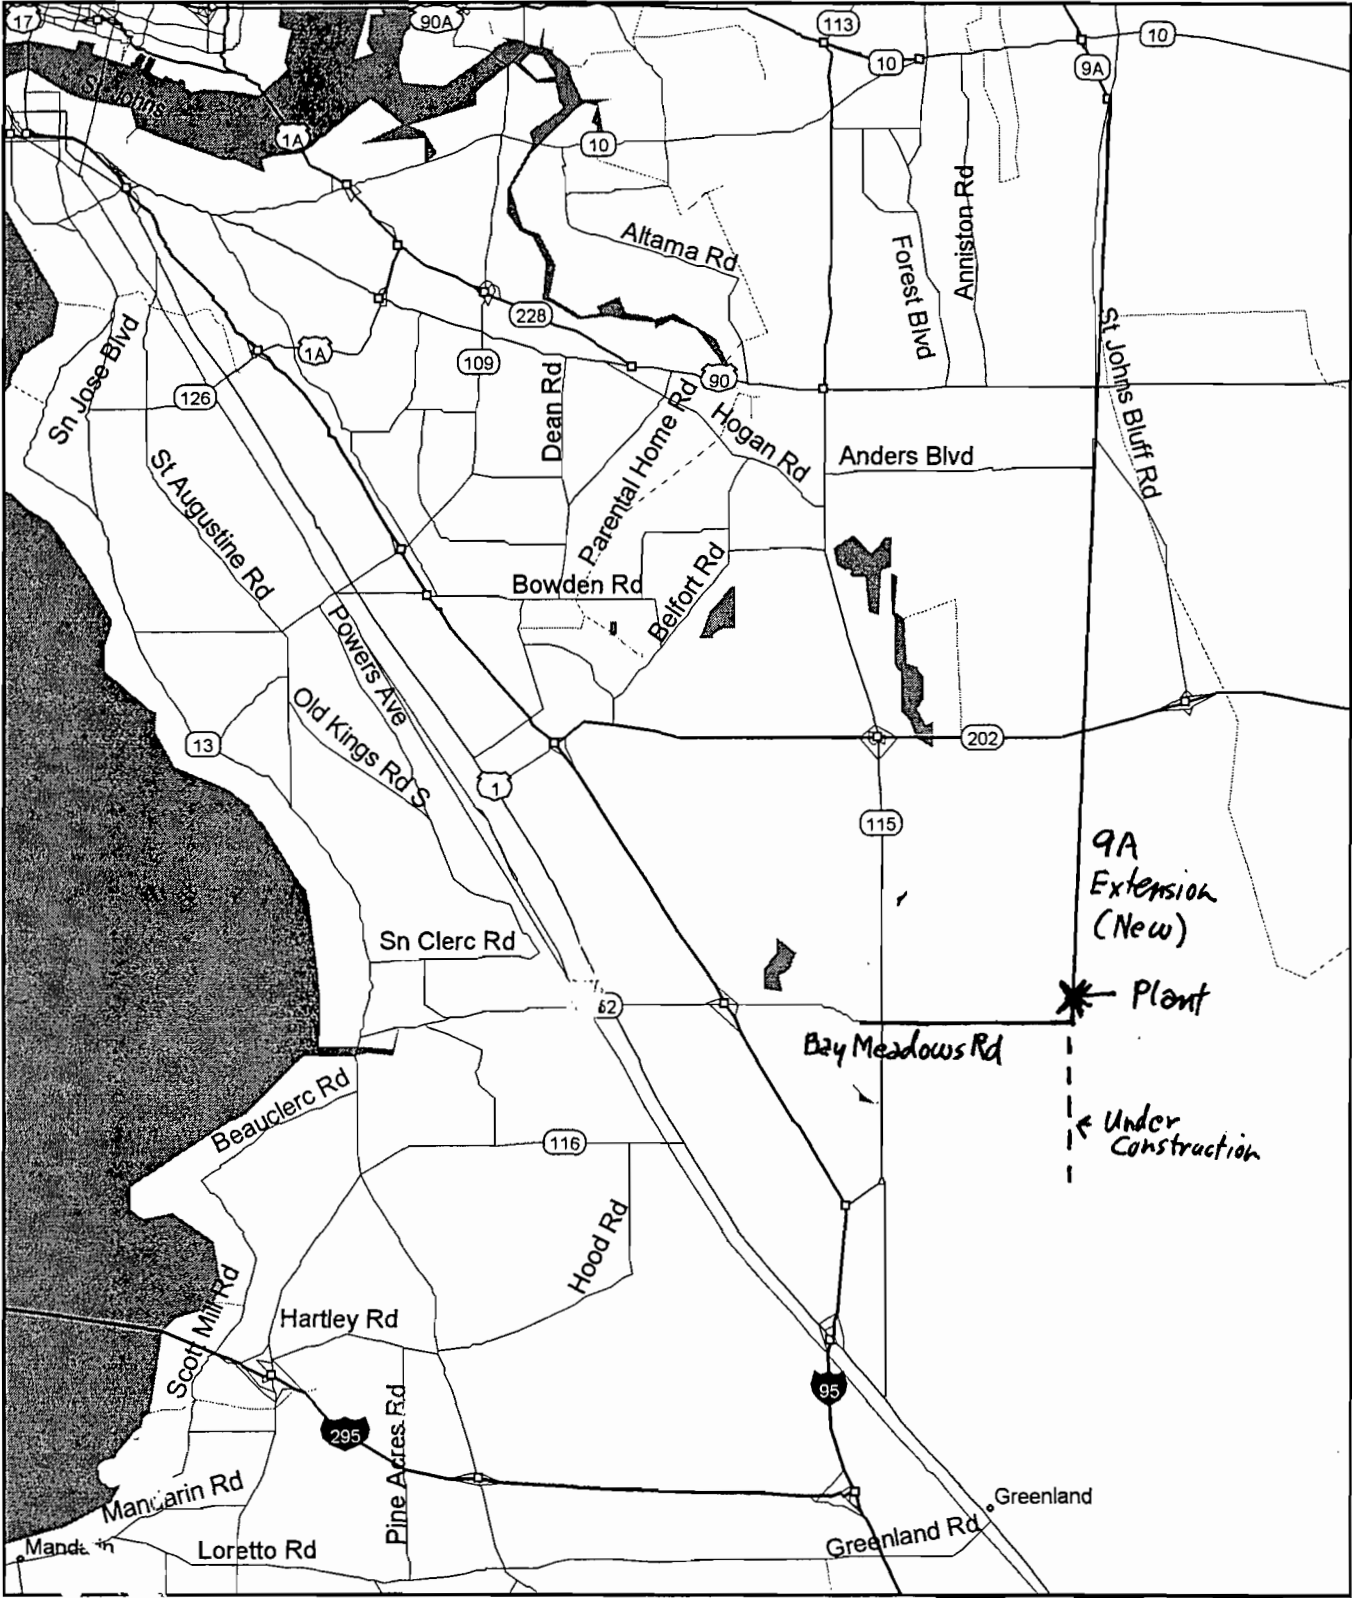 17
90A
113
10
10
9A
St. Johns
1A
10
Altama Rd
Forest Blvd
Anniston Rd
228
St Johns Bluff Rd
Sn Jose Blvd
1A
109
90
126
Dean Rd
Parental Home Rd
Hogan Rd
Anders Blvd
St Augustine Rd
Bowden Rd
Belfort Rd
Powers Ave
Old Kings Rd S
13
202
1
115
9A
Extension
(New)
Sn Clerc Rd
Plant
Bay Meadows Rd
Beauclerc Rd
Under
Construction
116
Hood Rd
Scott Mill Rd
Hartley Rd
95
295
Pine Acres Rd
Mandarin Rd
Greenland
Greenland Rd
Loretto Rd